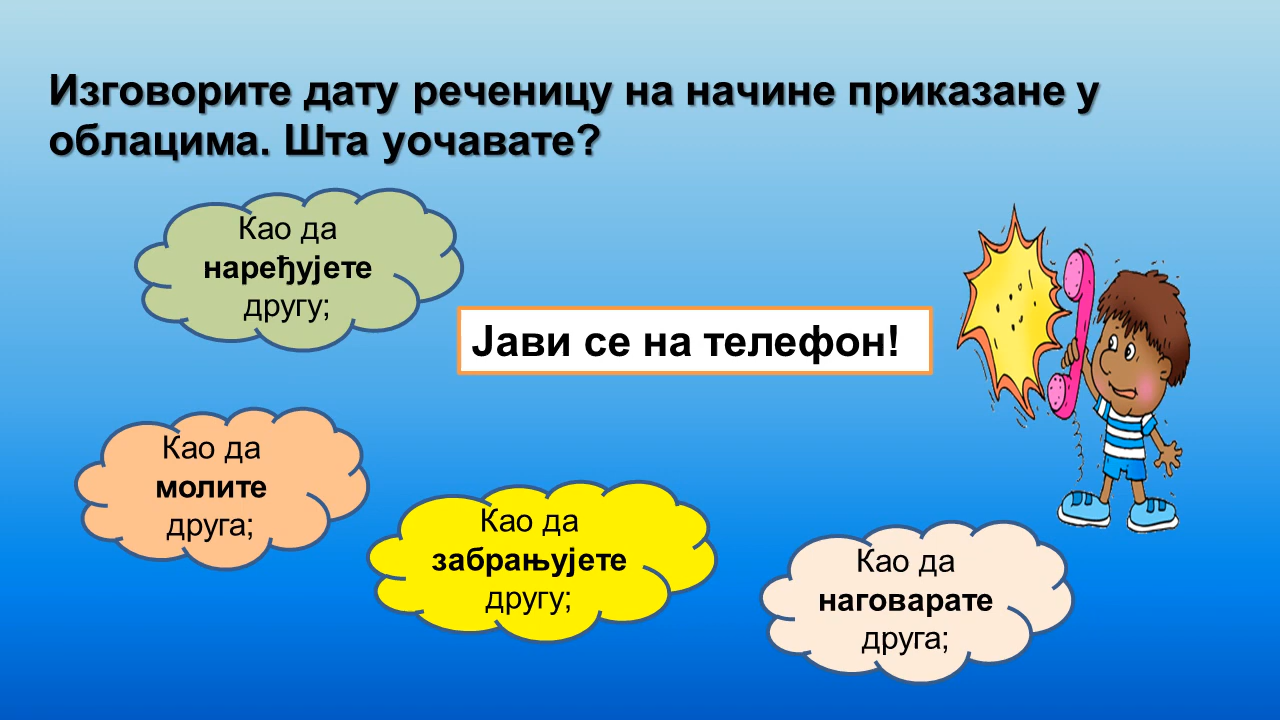 Изговорите дату реченицу на начине приказане у
облацима. Шта уочавате?
Као да
наређујете
другу;
Јави се на телефон!
Као да
молите
друга;
Као да
забрањујете
другу;
Као да
наговарате
друга;